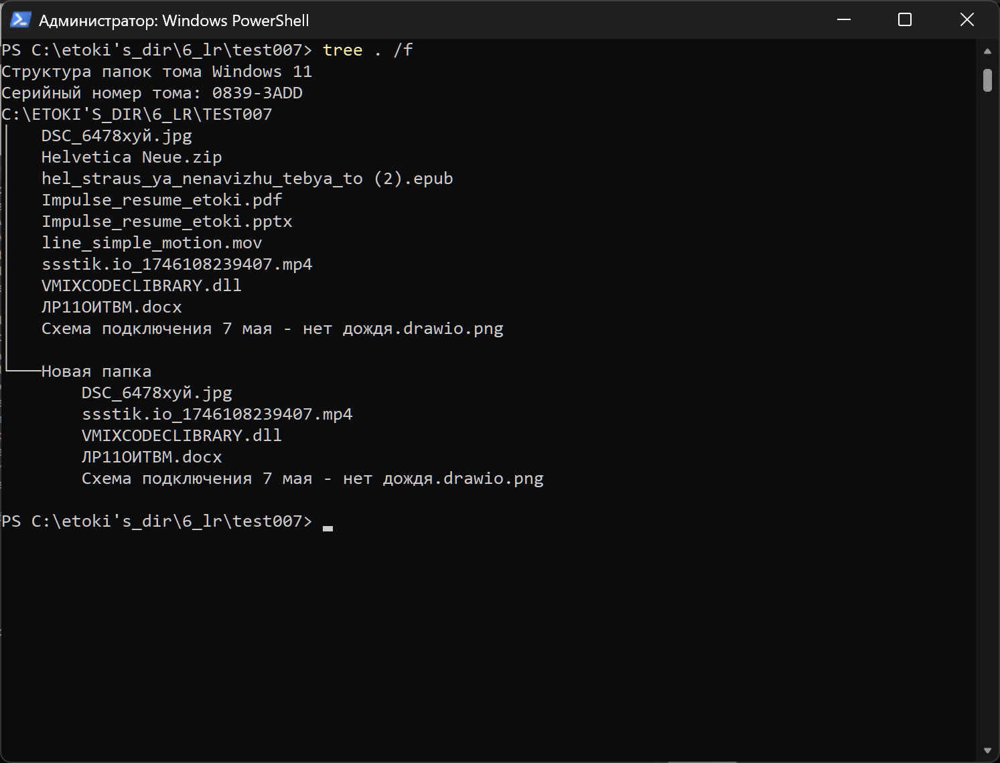 Администратор: Windows PowerShell
PS C:\etoki's_dir\6_lr\test007> tree . /f
Структура папок тома Windows 11
Серийный номер тома: 0839-3ADD
C:\ETOKI'S_DIR\6_LR\TEST007
DSC_6478хуй.jpg
Helvetica Neue.zip
hel_straus_ya_nenavizhu_tebya_to (2).epub
Impulse_resume_etoki.pdf
Impulse_resume_etoki.pptx
line_simple_motion.mov
ssstik.io_1746108239407.mp4
VMIXCODECLIBRARY.dll
ЛР11ОИТВМ.docx
Схема подключения 7 мая - нет дождя.drawio.png
Новая папка
DSC_6478хуй.jpg
ssstik.io_1746108239407.mp4
VMIXCODECLIBRARY.dll
ЛР11ОИТВМ.docx
Схема подключения 7 мая - нет дождя.drawio.png
PS C:\etoki's_dir\6_lr\test007>